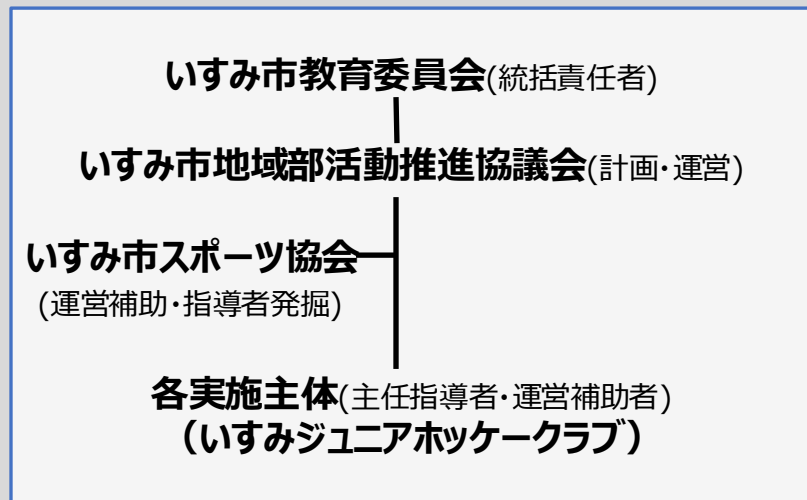 いすみ市教育委員会(統括責任者)
いすみ市地域部活動推進協議会(計画・運営)
いすみ市スポーツ協会
(運営補助・指導者発掘)
各実施主体(主任指導者・運営補助者)
（いすみジュニアホッケークラブ）